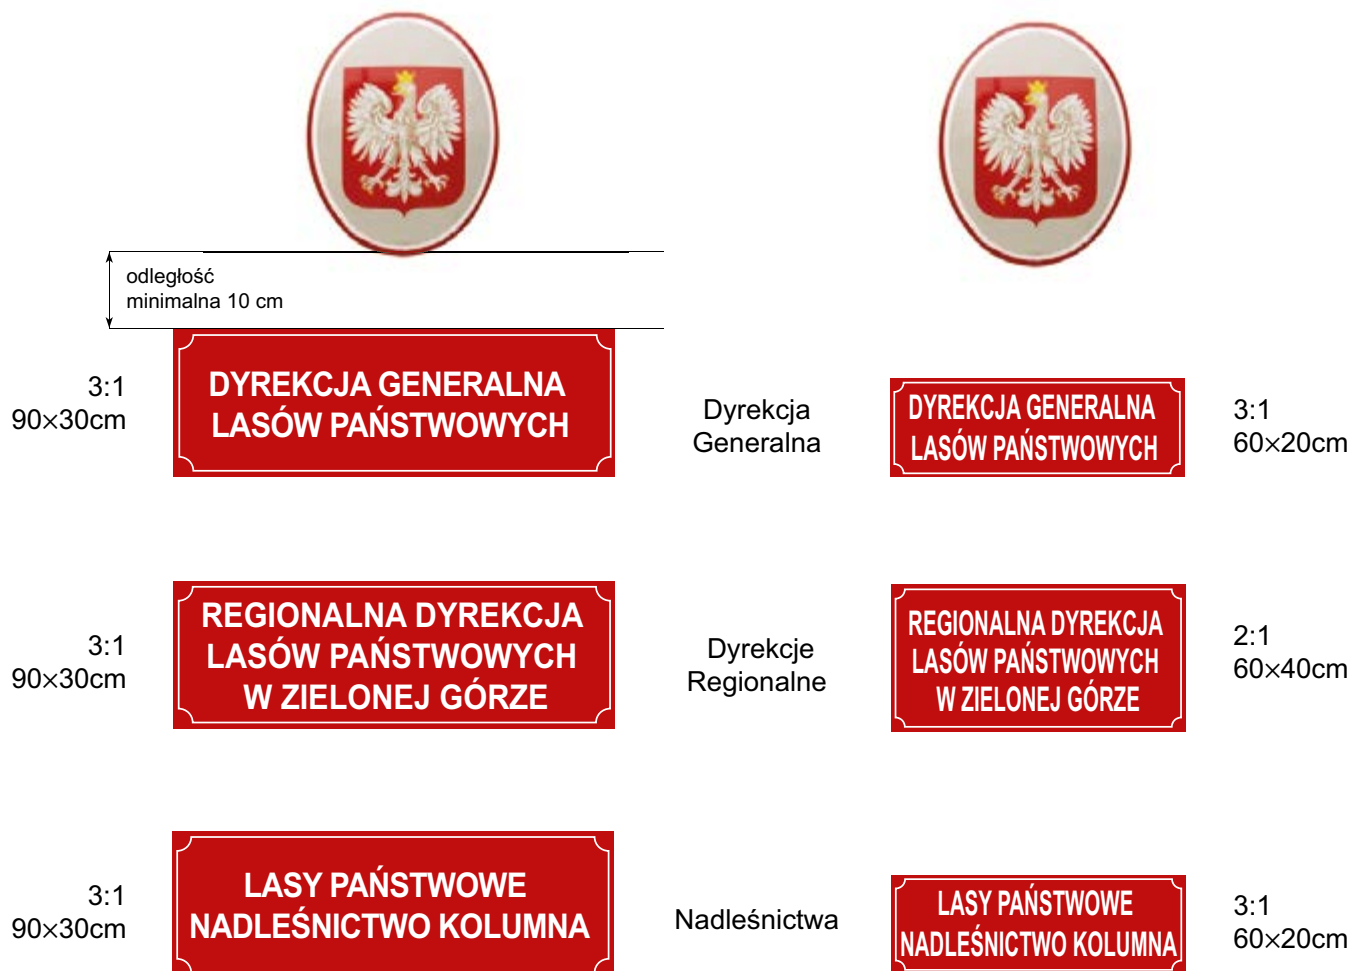 odległość
minimalna 10 cm
3:1
90×30cm
DYREKCJA GENERALNA
LASÓW PAŃSTWOWYCH
Dyrekcja
Generalna
DYREKCJA GENERALNA
LASÓW PAŃSTWOWYCH
3:1
60×20cm
3:1
90×30cm
REGIONALNA DYREKCJA
LASÓW PAŃSTWOWYCH
W ZIELONEJ GÓRZE
Dyrekcje
Regionalne
REGIONALNA DYREKCJA
LASÓW PAŃSTWOWYCH
W ZIELONEJ GÓRZE
2:1
60×40cm
3:1
90×30cm
LASY PAŃSTWOWE
NADLEŚNICTWO KOLUMNA
Nadleśnictwa
LASY PAŃSTWOWE
NADLEŚNICTWO KOLUMNA
3:1
60×20cm